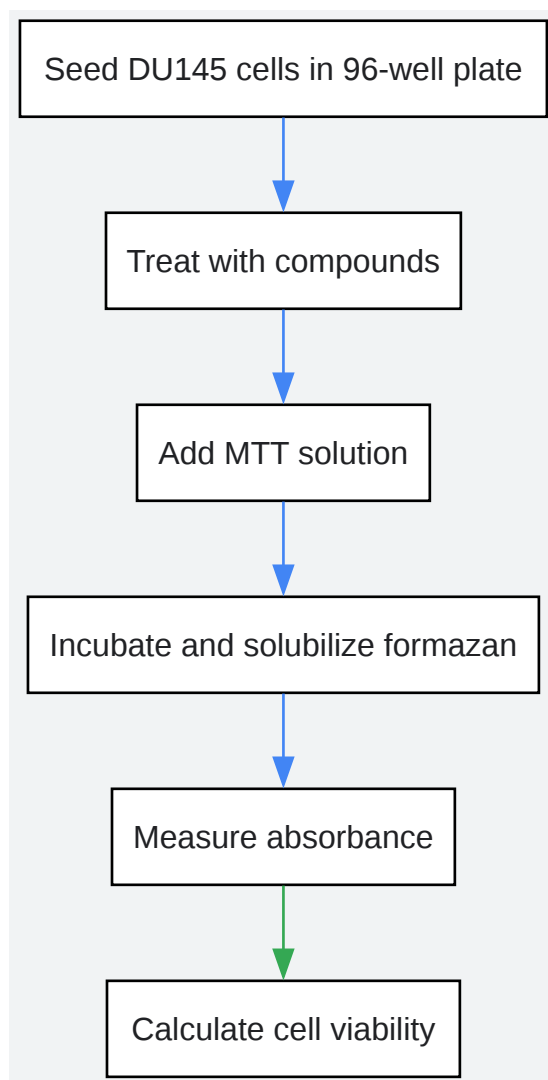 Seed DU145 cells in 96-well plate
Treat with compounds
Add MTT solution
Incubate and solubilize formazan
Measure absorbance
Calculate cell viability